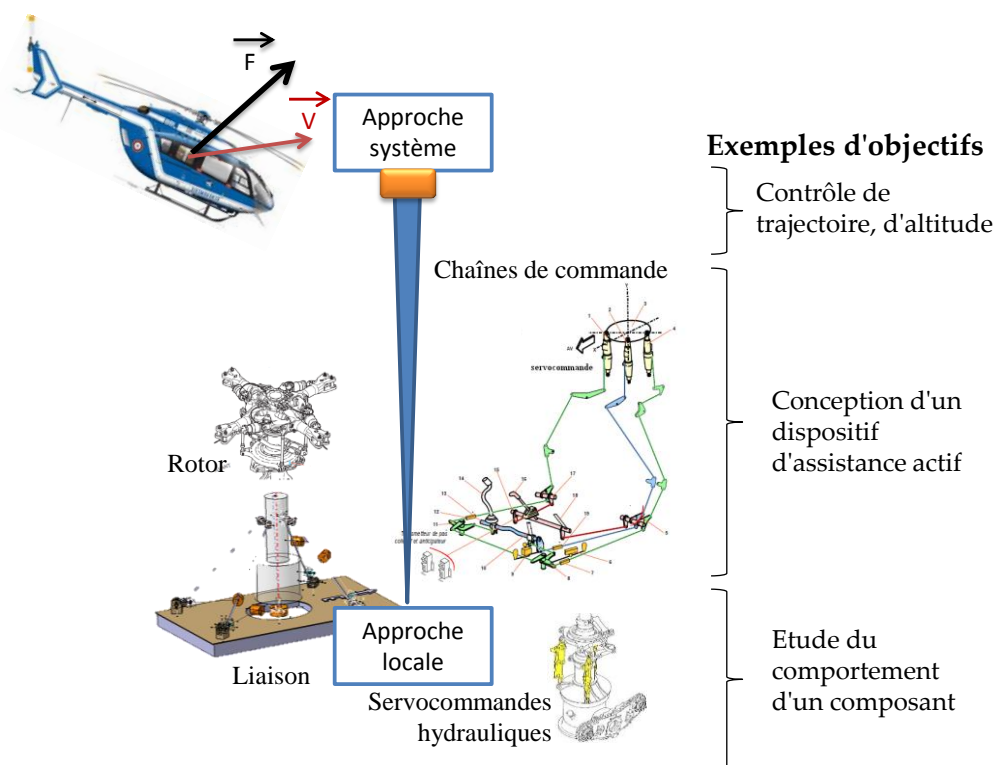 F
V
Approche
système
Exemples d'objectifs
Contrôle de
trajectoire, d'altitude
Chaînes de commande
servocommande
Rotor
Conception d'un
dispositif
d'assistance actif
Liaison
Approche
locale
Servocommandes
hydrauliques
Etude du
comportement
d'un composant